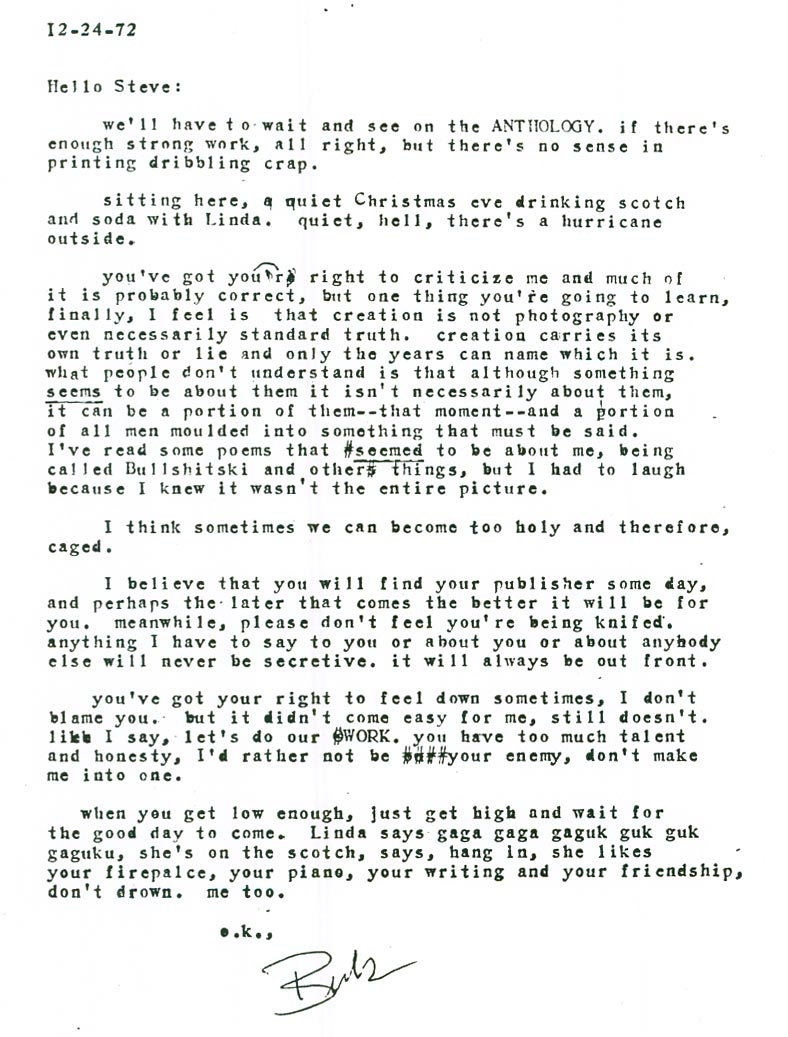 I2-24-72
Hello Steve:
we'll have to wait and see on the ANTHOLOGY. if there's
enough strong work, all right, but there's no sense in
printing dribbling crap.
sitting here, a quiet Christmas eve drinking scotch
and soda with Linda. quiet, hell, there's a hurricane
outside.
you've got you'r right to criticize me and much of
it is probably correct, but one thing you're going to learn,
finally, I feel is that creation is not photography or
even necessarily standard truth. creation carries its
own truth or lie and only the years can name which it is.
what people don't understand is that although something
seems to be about them it isn't necessarily about them,
it can be a portion of them--that moment--and a portion
of all men moulded into something that must be said.
I've read some poems that #seemed to be about me, being
called Bullshitski and other# things, but I had to laugh
because I knew it wasn't the entire picture.
I think sometimes we can become too holy and therefore,
caged.
I believe that you will find your publisher some day,
and perhaps the later that comes the better it will be for
you. meanwhile, please don't feel you're being knifed.
anything I have to say to you or about you or about anybody
else will never be secretive. it will always be out front.
you've got your right to feel down sometimes, I don't
blame you. but it didn't come easy for me, still doesn't.
like I say, let's do our #WORK. you have too much talent
and honesty, I'd rather not be ####your enemy, don't make
me into one.
when you get low enough, just get high and wait for
the good day to come. Linda says gaga gaga gaguk guk guk
gaguku, she's on the scotch, says, hang in, she likes
your firepalce, your piano, your writing and your friendship,
don't drown. me too.
o.k.,
Buk